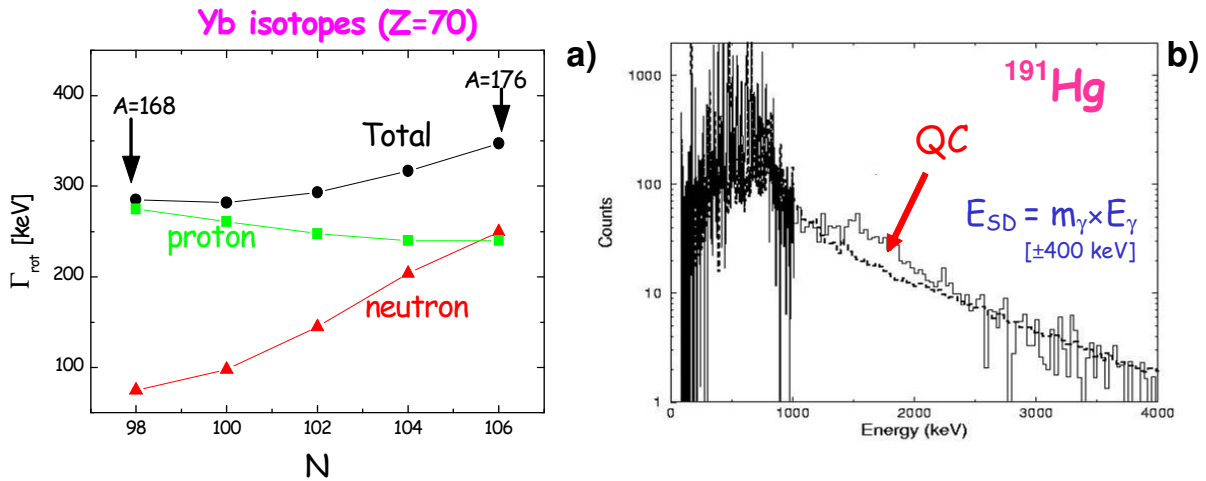 Yb isotopes (Z=70)
a)
A=168
A=176
Total
proton
neutron
400
300
200
100
Γrot [keV]
98
100
102
104
106
N
b)
191Hg
QC
ESD = mγ×Eγ
[±400 keV]
1000
100
10
1
Counts
0
1000
2000
3000
4000
Energy (keV)